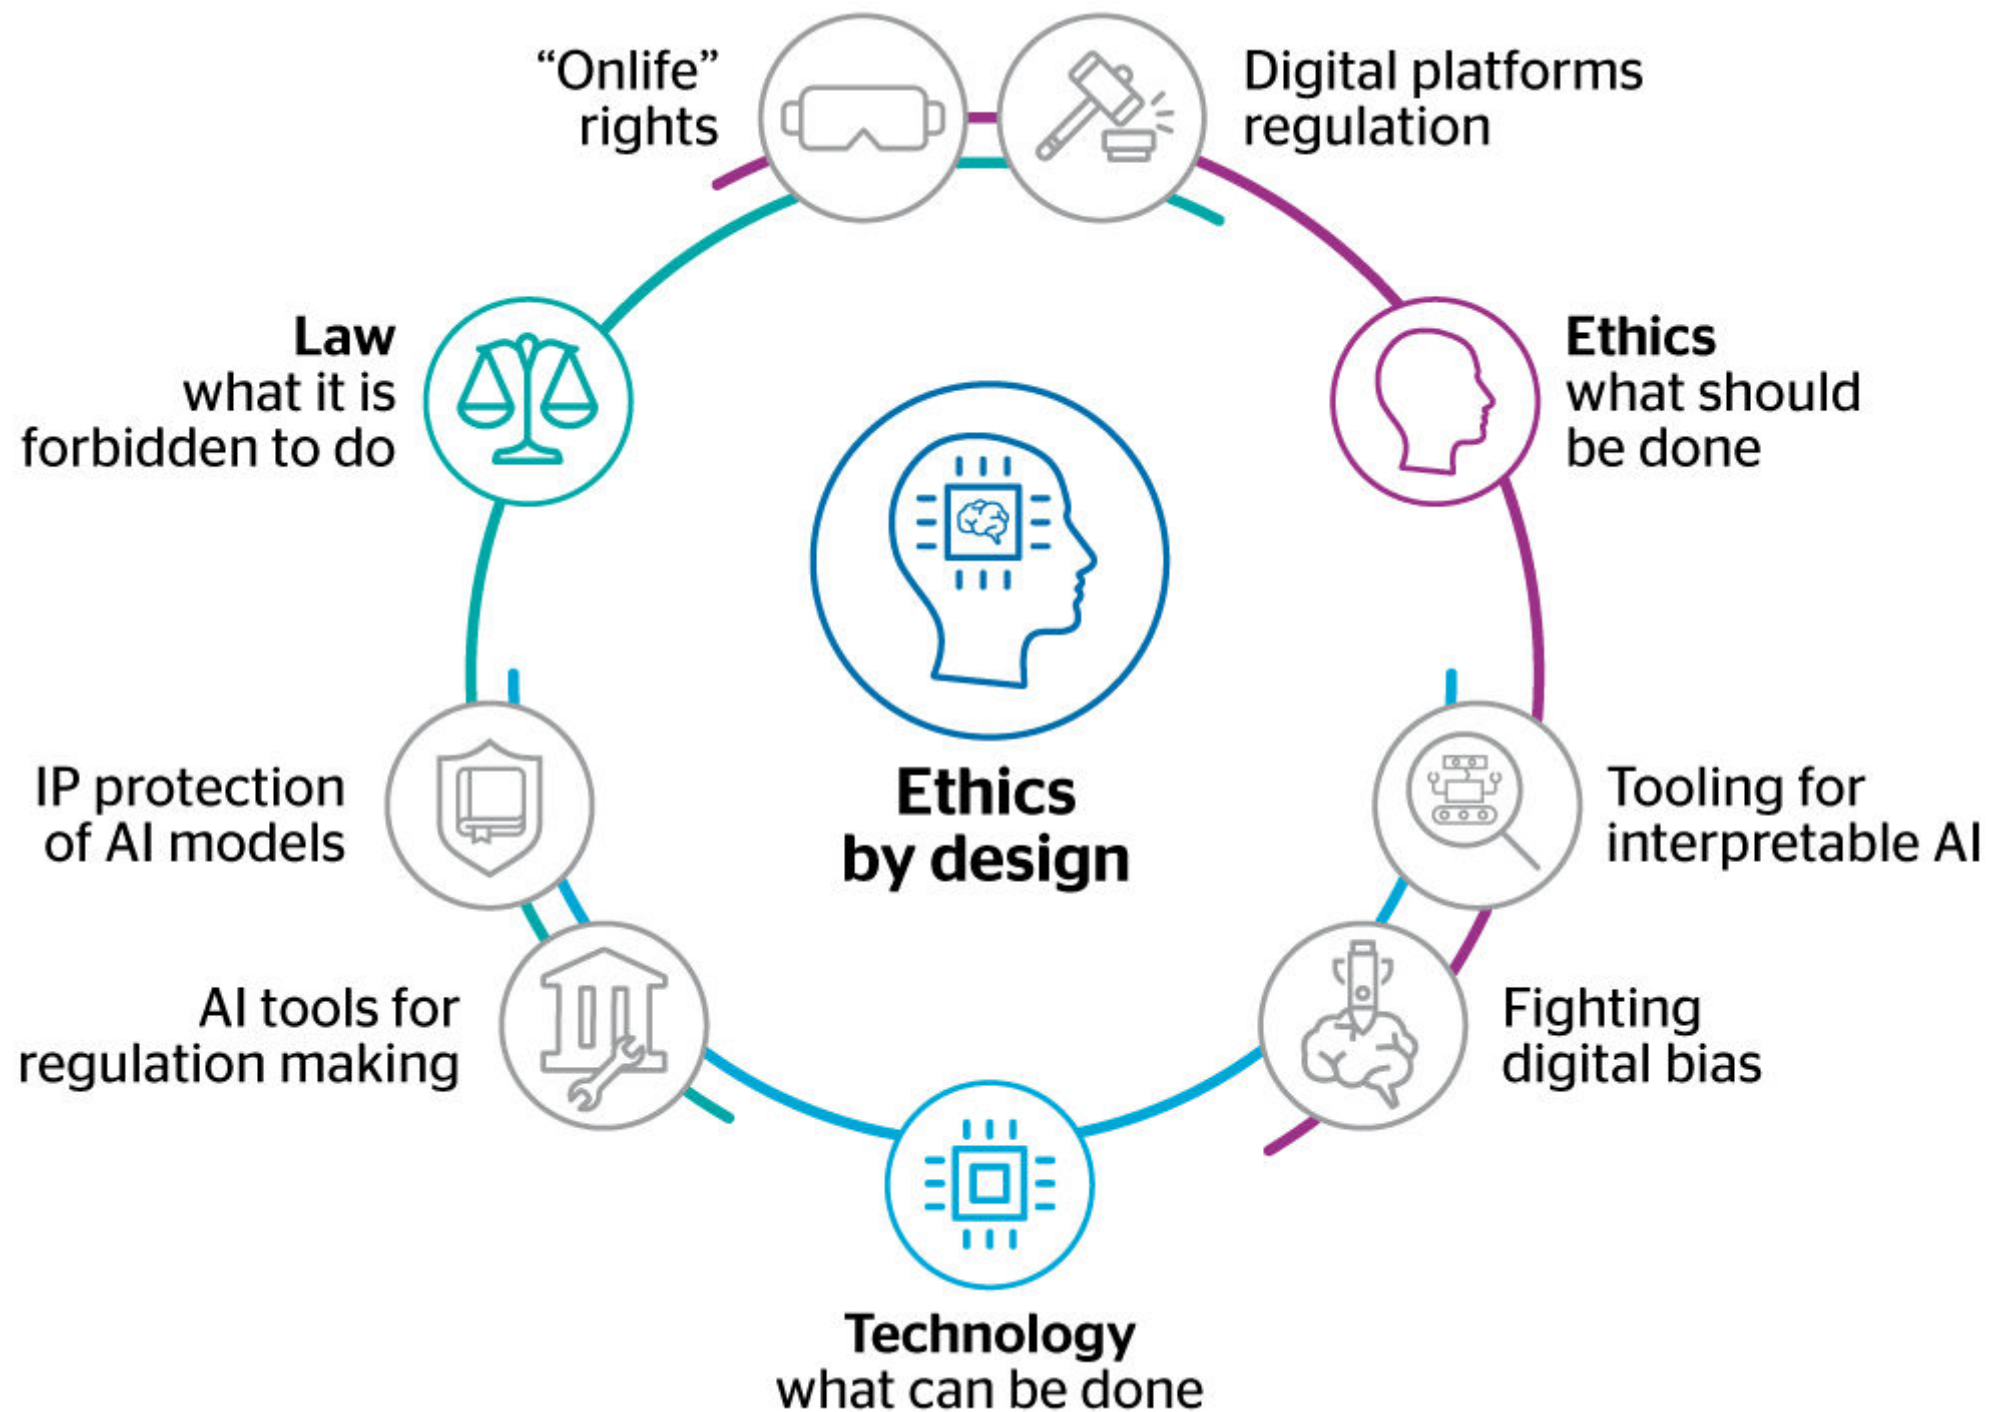 “Onlife”
rights
Digital platforms
regulation
Law
what it is
forbidden to do
Ethics
what should
be done
Ethics
by design
IP protection
of AI models
Tooling for
interpretable AI
AI tools for
regulation making
Fighting
digital bias
Technology
what can be done